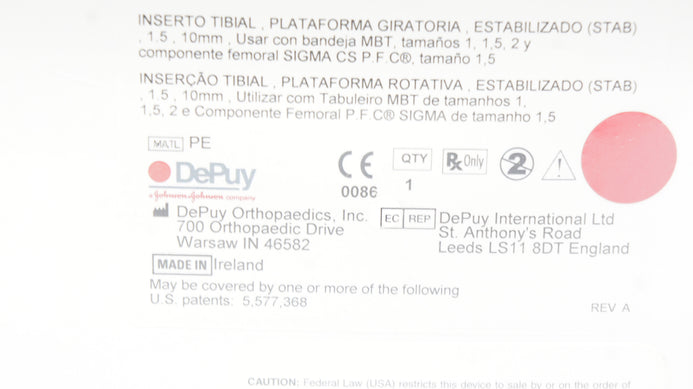 INSERTO TIBIAL , PLATAFORMA GIRATORIA , ESTABILIZADO (STAB)
, 1.5 , 10mm , Usar con bandeja MBT, tamaños 1, 1,5, 2 y
componente femoral SIGMA CS P.F.C®, tamaño 1,5
INSERÇÃO TIBIAL , PLATAFORMA ROTATIVA , ESTABILIZADO (STAB)
, 1.5 , 10mm , Utilizar com Tabuleiro MBT de tamanhos 1,
1,5, 2 e Componente Femoral P.F C® SIGMA de tamanho 1,5
MATL PE
DePuy
a Johnson & Johnson company
CE
0086
QTY
1
Rx Only
2
!
DePuy Orthopaedics, Inc.
700 Orthopaedic Drive
Warsaw IN 46582
EC REP DePuy International Ltd
St. Anthony's Road
Leeds LS11 8DT England
MADE IN Ireland
May be covered by one or more of the following
U.S. patents: 5,577,368
REV A
CAUTION: Federal Law (USA) restricts this device to sale by or on the order of